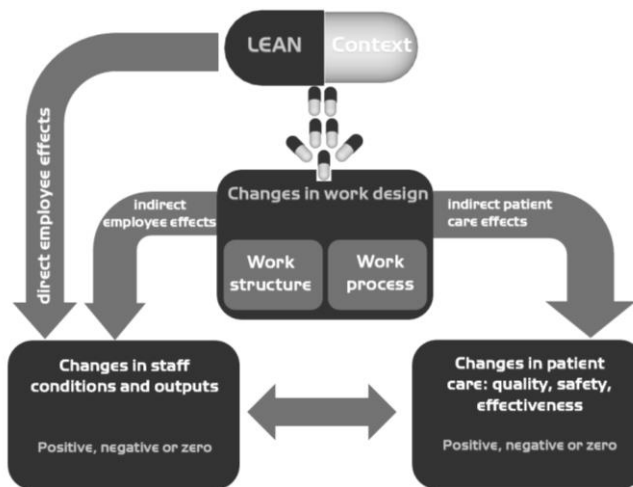 LEAN Context
direct employee effects
Changes in work design
indirect
employee effects
indirect patient
care effects
Work
structure
Work
process
Changes in staff
conditions and outputs
Positive, negative or zero
Changes in patient
care: quality, safety,
effectiveness
Positive, negative or zero